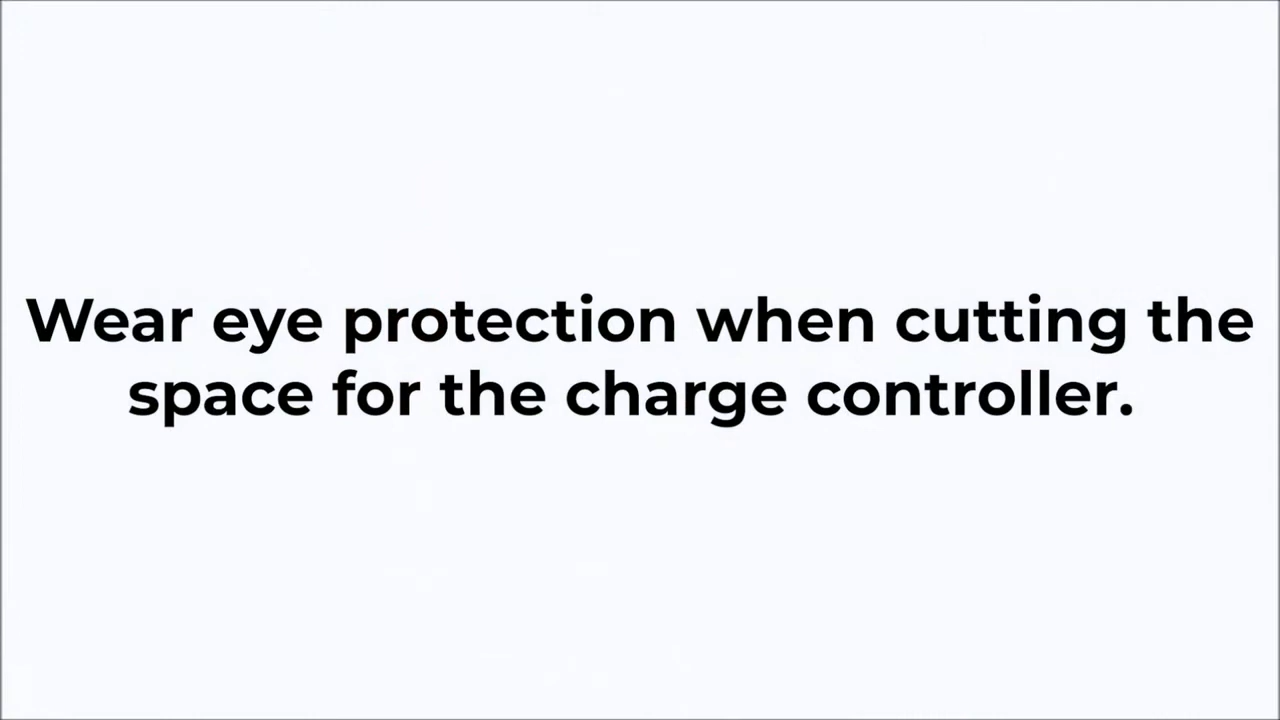 Wear eye protection when cutting the
space for the charge controller.